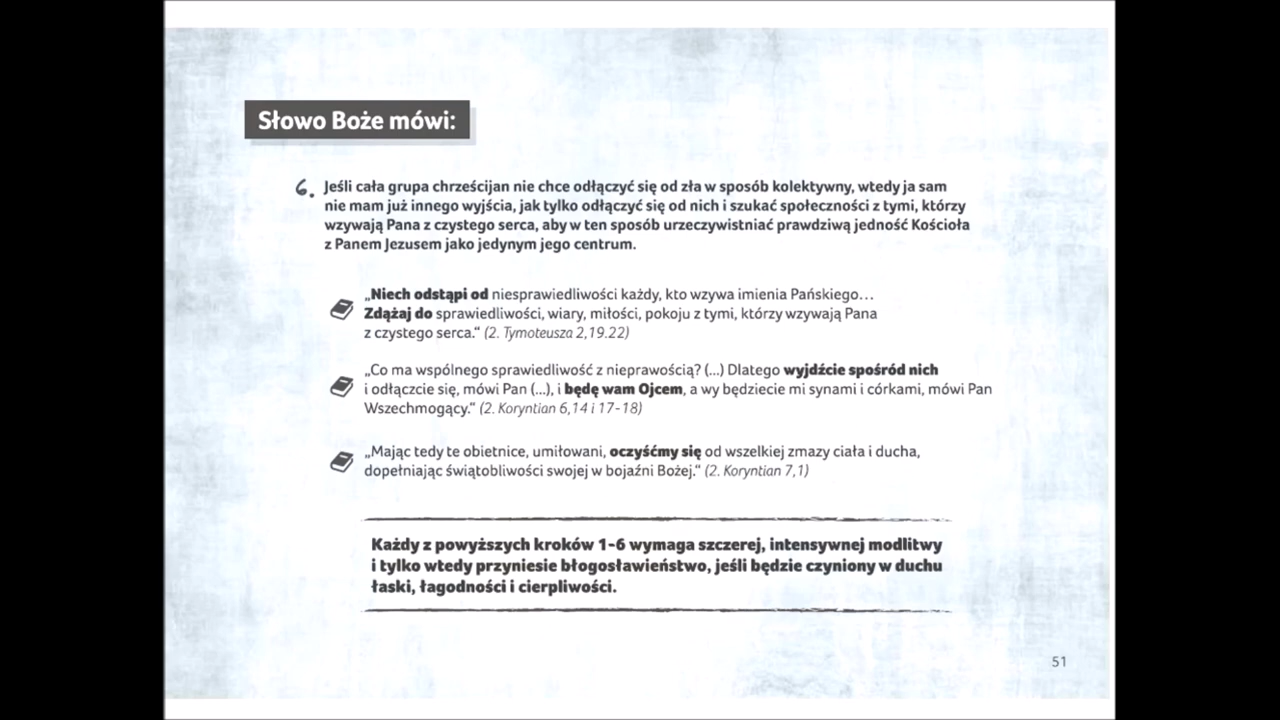 Słowo Boże mówi:
6. Jeśli cała grupa chrześcijan nie chce odłączyć się od zła w sposób kolektywny, wtedy ja sam
nie mam już innego wyjścia, jak tylko odłączyć się od nich i szukać społeczności z tymi, którzy
wzywają Pana z czystego serca, aby w ten sposób urzeczywistniać prawdziwą jedność Kościoła
z Panem Jezusem jako jedynym jego centrum.
„Niech odstąpi od niesprawiedliwości każdy, kto wzywa imienia Pańskiego…
Zdążaj do sprawiedliwości, wiary, miłości, pokoju z tymi, którzy wzywają Pana
z czystego serca.“ (2. Tymoteusza 2,19.22)
„Co ma wspólnego sprawiedliwość z nieprawością? (...) Dlatego wyjdźcie spośród nich
i odłączcie się, mówi Pan (...), i będę wam Ojcem, a wy będziecie mi synami i córkami, mówi Pan
Wszechmogący.“ (2. Koryntian 6,14 i 17-18)
„Mając tedy te obietnice, umiłowani, oczyśćmy się od wszelkiej zmazy ciała i ducha,
dopełniając świątobliwości swojej w bojaźni Bożej.“ (2. Koryntian 7,1)
Każdy z powyższych kroków 1-6 wymaga szczerej, intensywnej modlitwy
i tylko wtedy przyniesie błogosławieństwo, jeśli będzie czyniony w duchu
łaski, łagodności i cierpliwości.
51